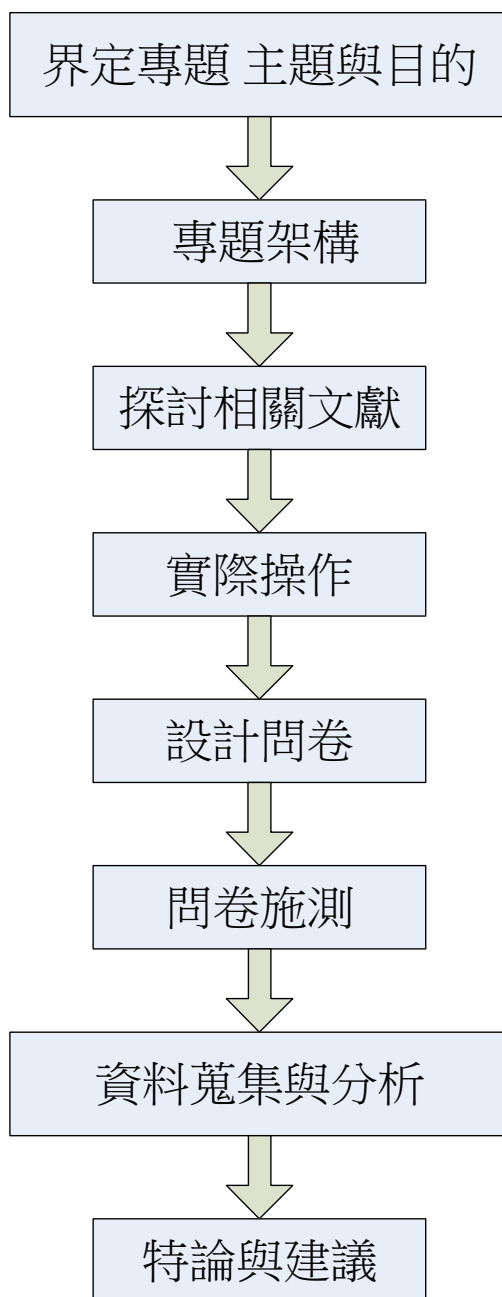 界定專題 主題與目的
專題架構
探討相關文獻
實際操作
設計問卷
問卷施測
資料蒐集與分析
特論與建議